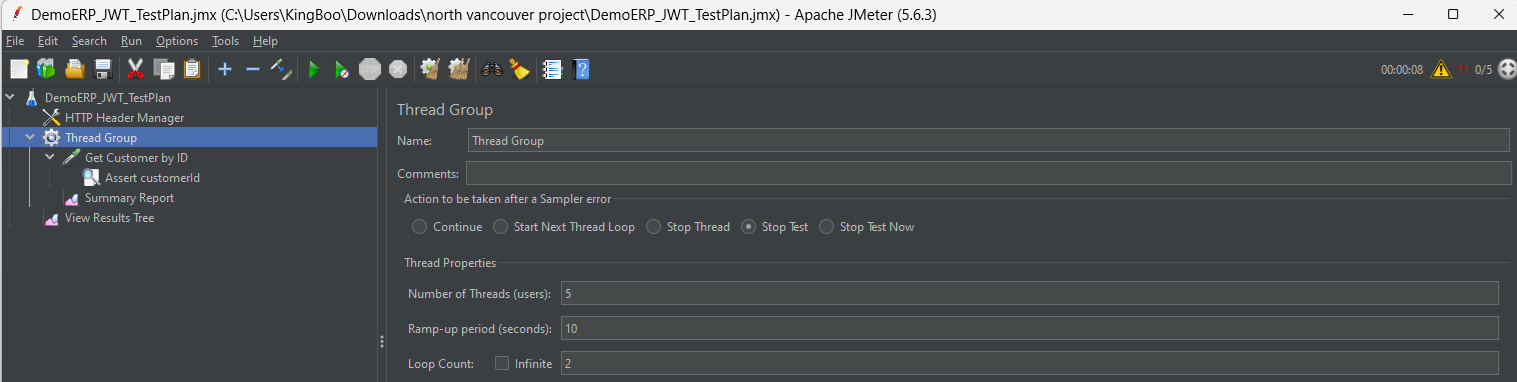 DemoERP_JWT_TestPlan.jmx (C:\Users\KingBoo\Downloads\north vancouver project\DemoERP_JWT_TestPlan.jmx) - Apache JMeter (5.6.3)
File Edit Search Run Options Tools Help
STOP 00:00:08 11 0/5
DemoERP_JWT_TestPlan
HTTP Header Manager
Thread Group
Get Customer by ID
Assert customerId
Summary Report
View Results Tree
Thread Group
Name: Thread Group
Comments:
Action to be taken after a Sampler error
Continue Start Next Thread Loop Stop Thread Stop Test Stop Test Now
Thread Properties
Number of Threads (users): 5
Ramp-up period (seconds): 10
Loop Count: Infinite 2